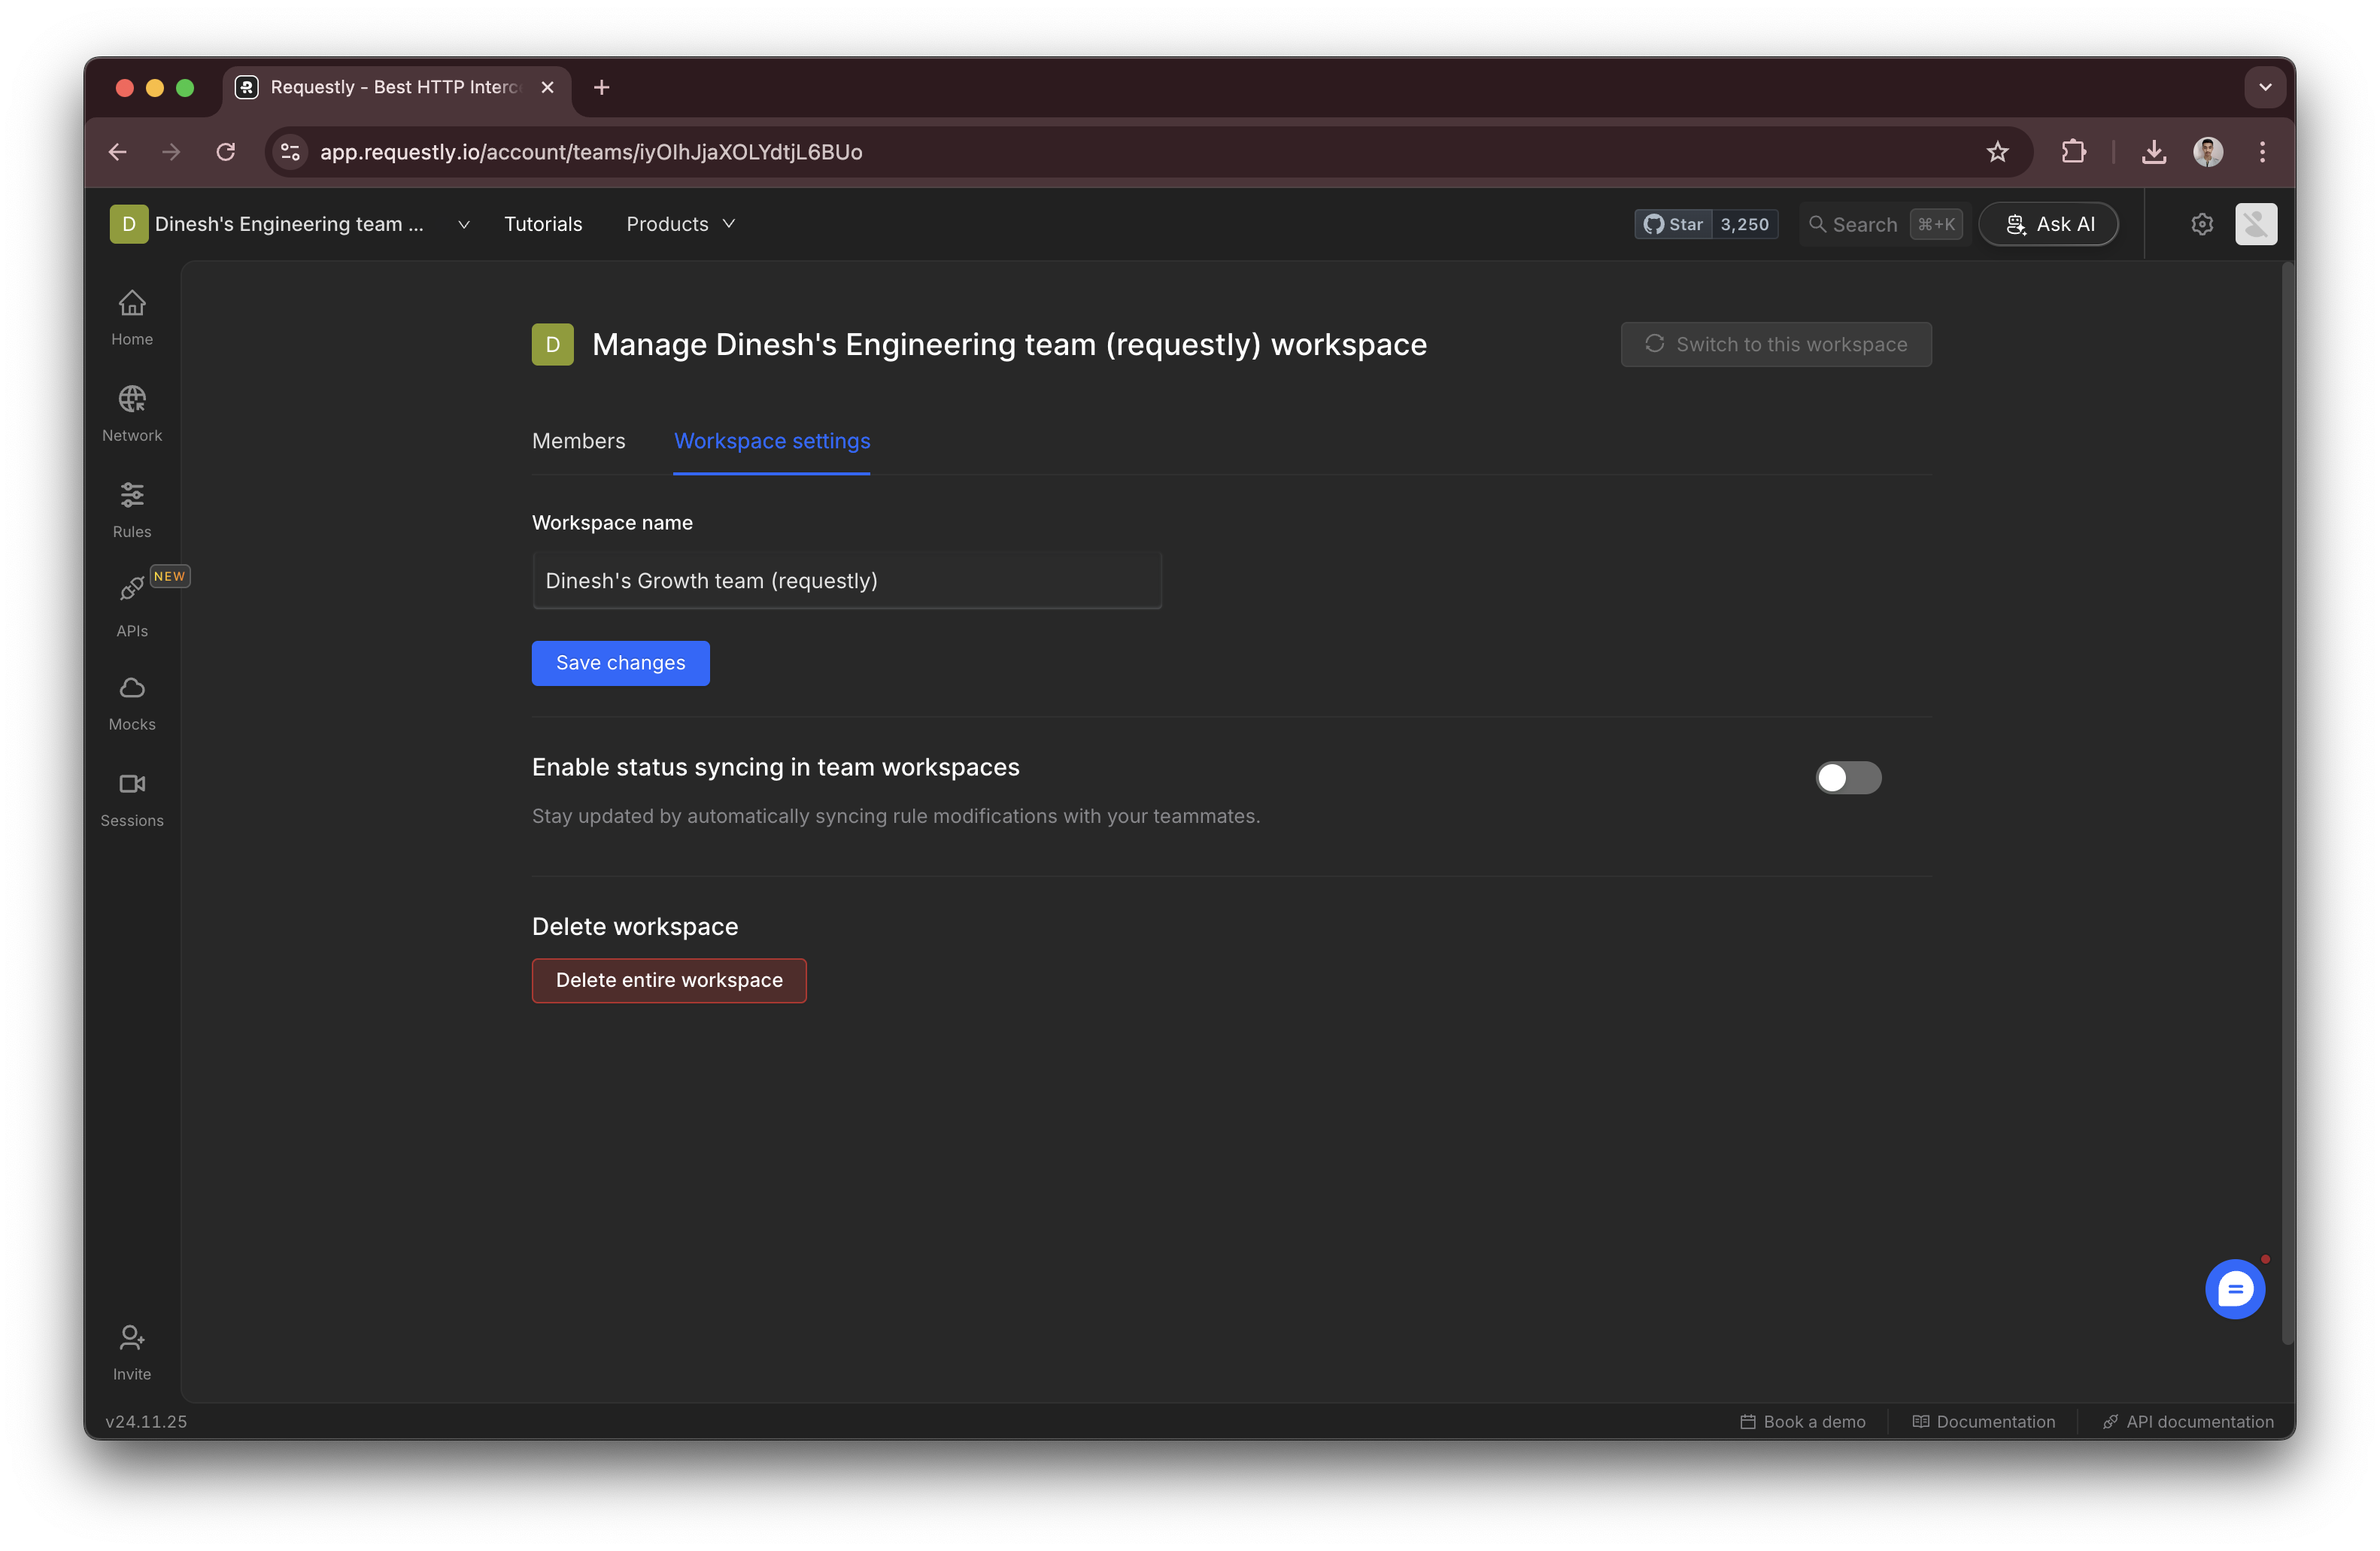 Requestly - Best HTTP Interc
app.requestly.io/account/teams/iyOIhJjaXOLYdtjL6BUo
D Dinesh's Engineering team ... Tutorials Products Star 3,250 Search ⌘+K Ask AI
Home
Network
Rules
NEW
APIs
Mocks
Sessions
Invite
D Manage Dinesh's Engineering team (requestly) workspace Switch to this workspace
Members Workspace settings
Workspace name
Dinesh's Growth team (requestly)
Save changes
Enable status syncing in team workspaces
Stay updated by automatically syncing rule modifications with your teammates.
Delete workspace
Delete entire workspace
v24.11.25 Book a demo Documentation API documentation